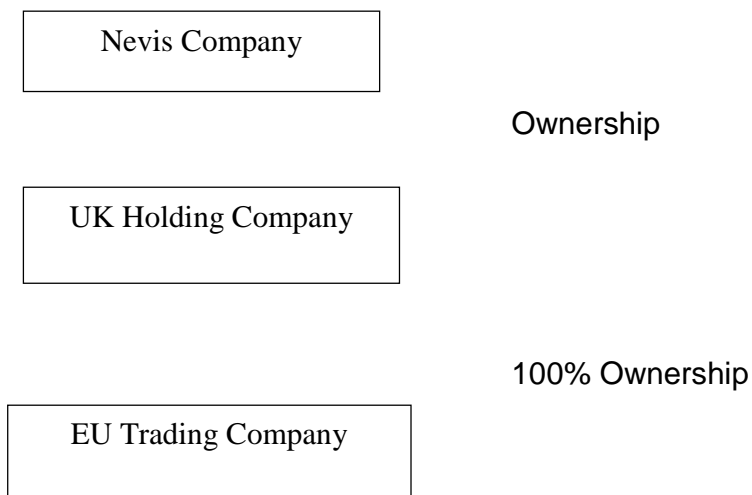 Nevis Company
Ownership
UK Holding Company
100% Ownership
EU Trading Company